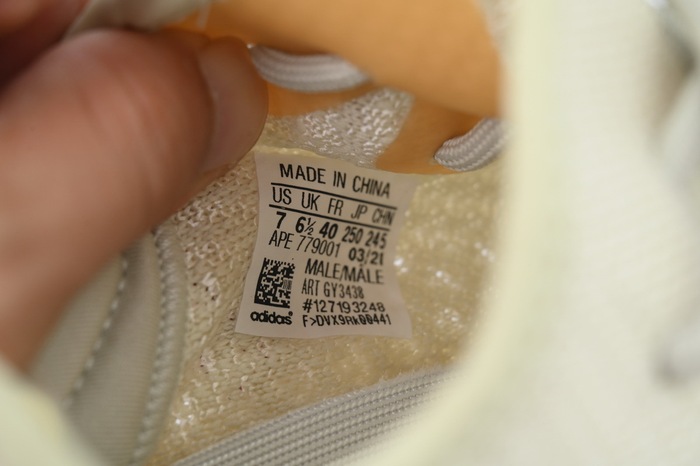 MADE IN CHINA
US UK FR JP CHN
7 6½ 40 250 245
APE 779001 03/21
MALE/MÂLE
ART GY3438
#127193248
adidas